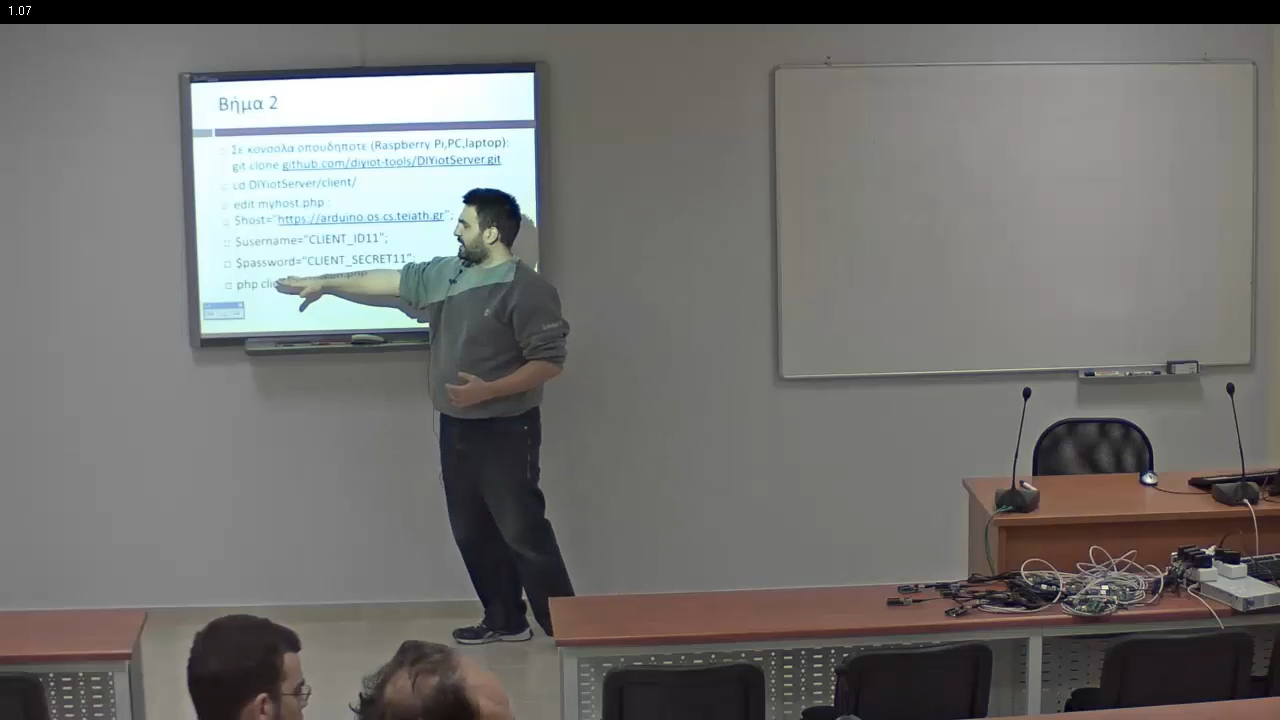 1.07
Βήμα 2
Σε κονσόλα οπουδήποτε (Raspberry Pi,PC,laptop):
git clone github.com/diyiot-tools/DIYiotServer.git
cd DIYiotServer/client/
edit myhost.php :
$host="https://arduino.os.cs.teiath.gr";
$username="CLIENT_ID11";
$password="CLIENT_SECRET11";
php